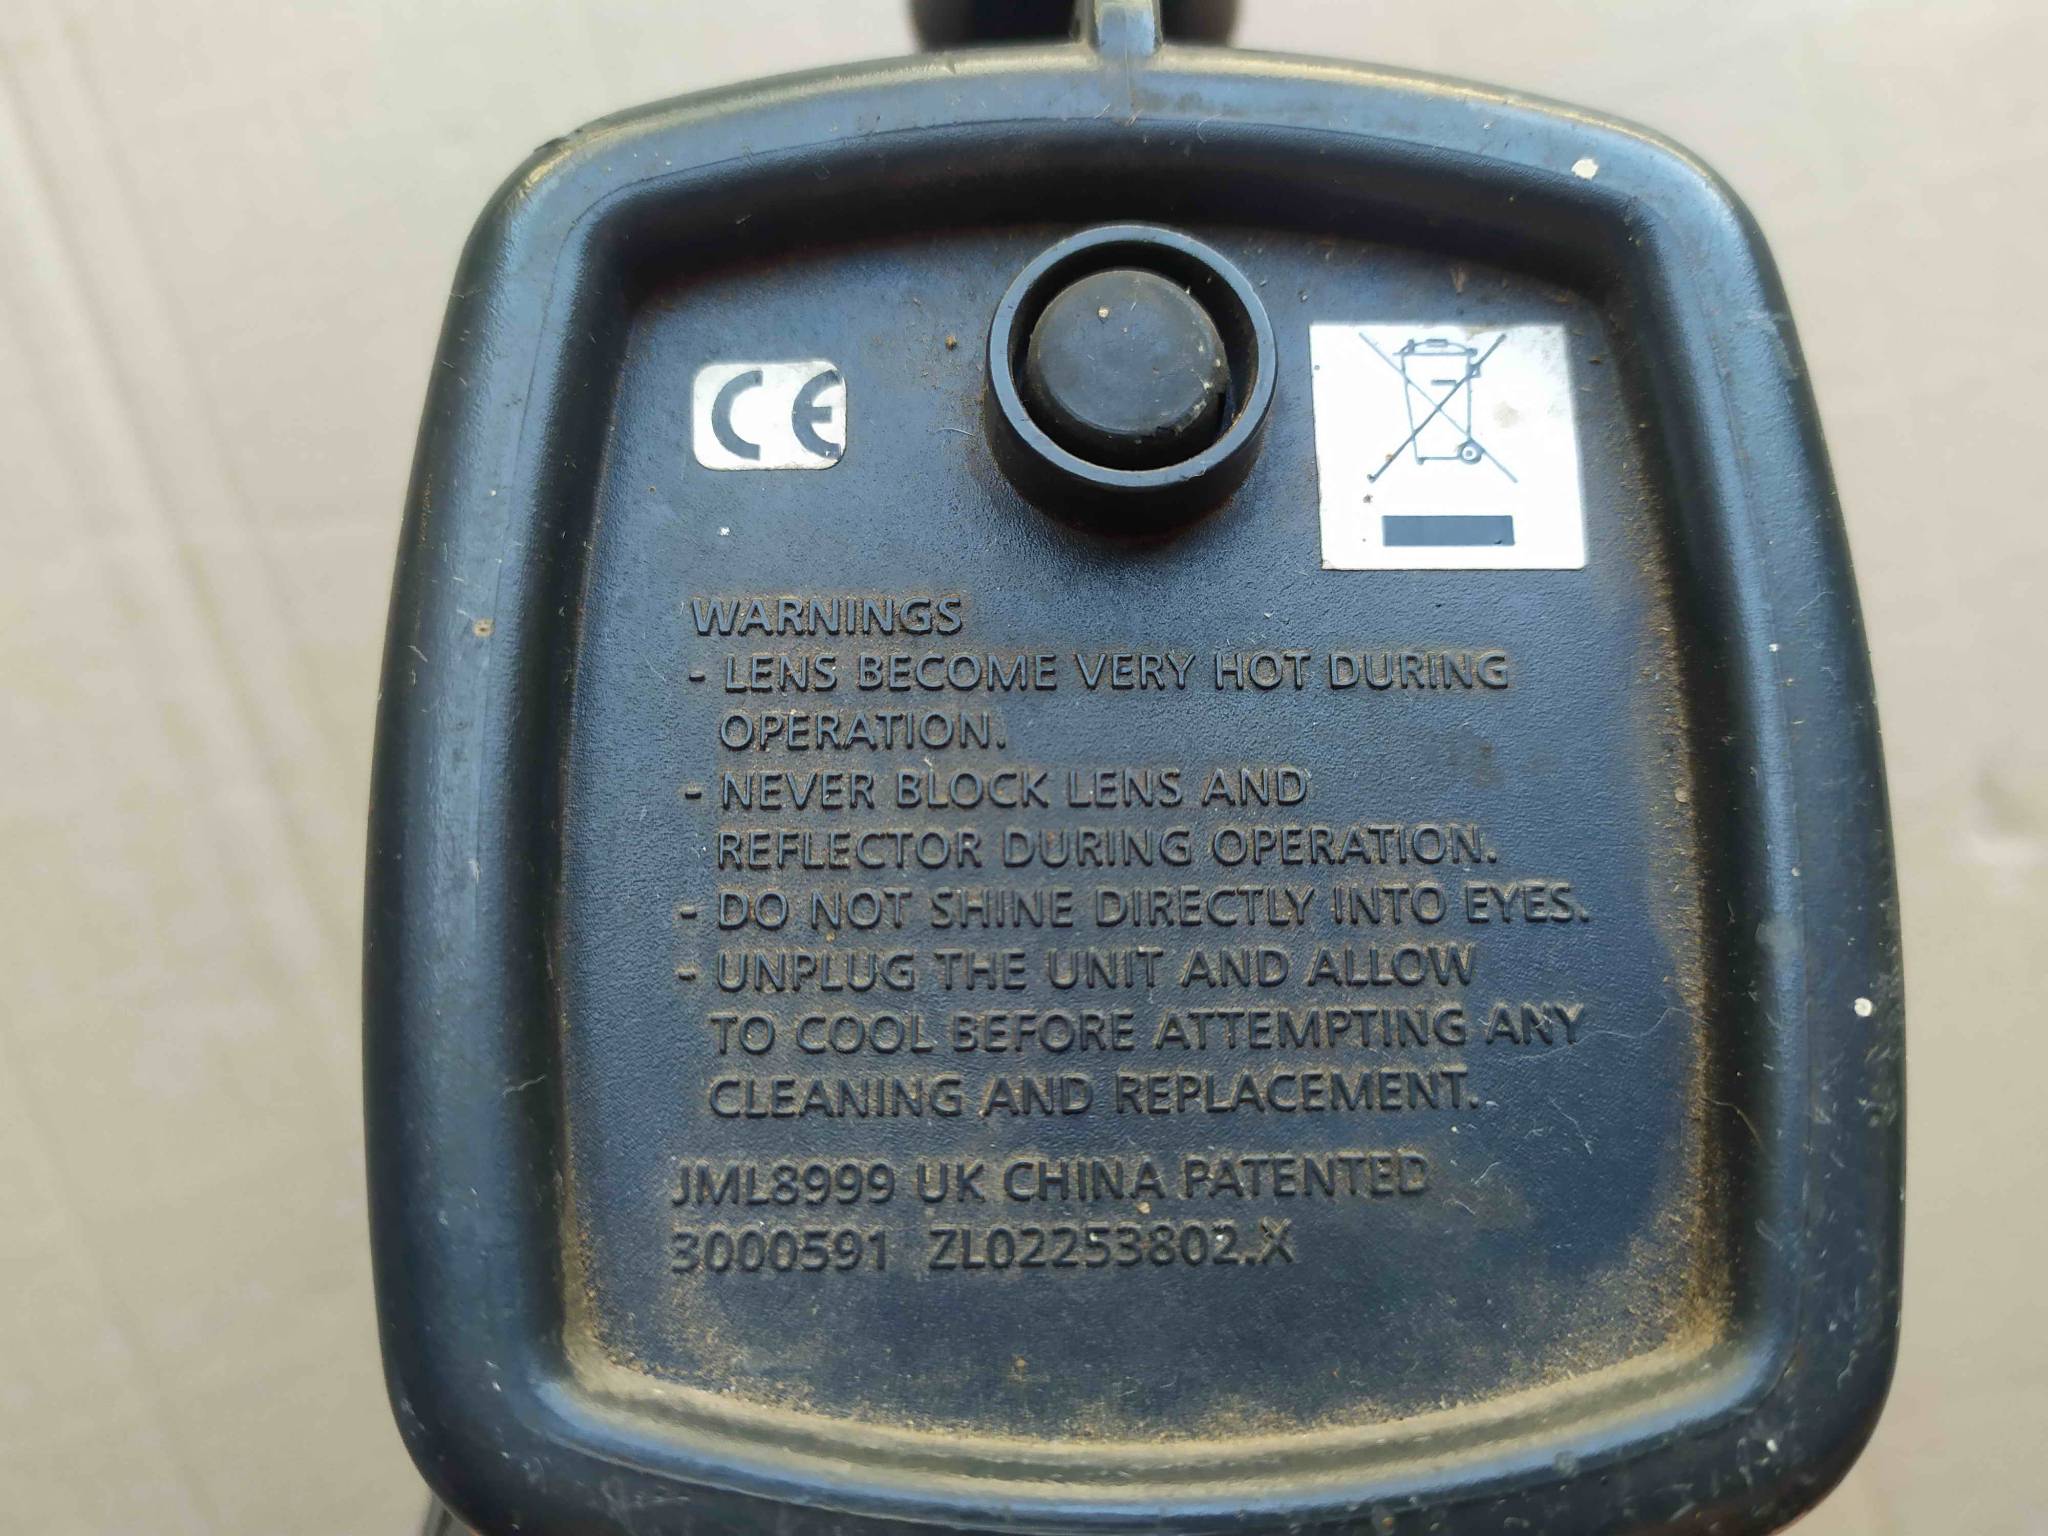 CE
WARNINGS
- LENS BECOME VERY HOT DURING
OPERATION.
- NEVER BLOCK LENS AND
REFLECTOR DURING OPERATION.
- DO NOT SHINE DIRECTLY INTO EYES.
- UNPLUG THE UNIT AND ALLOW
TO COOL BEFORE ATTEMPTING ANY
CLEANING AND REPLACEMENT.
JML8999 UK CHINA PATENTED
3000591 ZL02253802.X